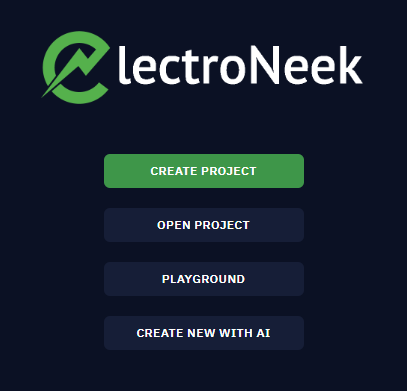 electroNeek
CREATE PROJECT
OPEN PROJECT
PLAYGROUND
CREATE NEW WITH AI